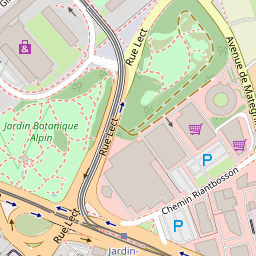 Rue Lect
Avenue de Mategnin
Jardin Botanique
Alpin
Rue Lect
P
Chemin Riantbosson
P
Rue Lect
Jardin-